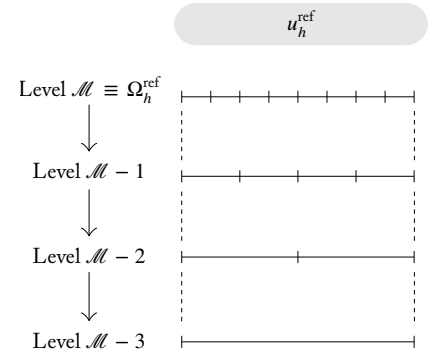 u_h^ref
Level ℳ ≡ Ω_h^ref
Level ℳ − 1
Level ℳ − 2
Level ℳ − 3